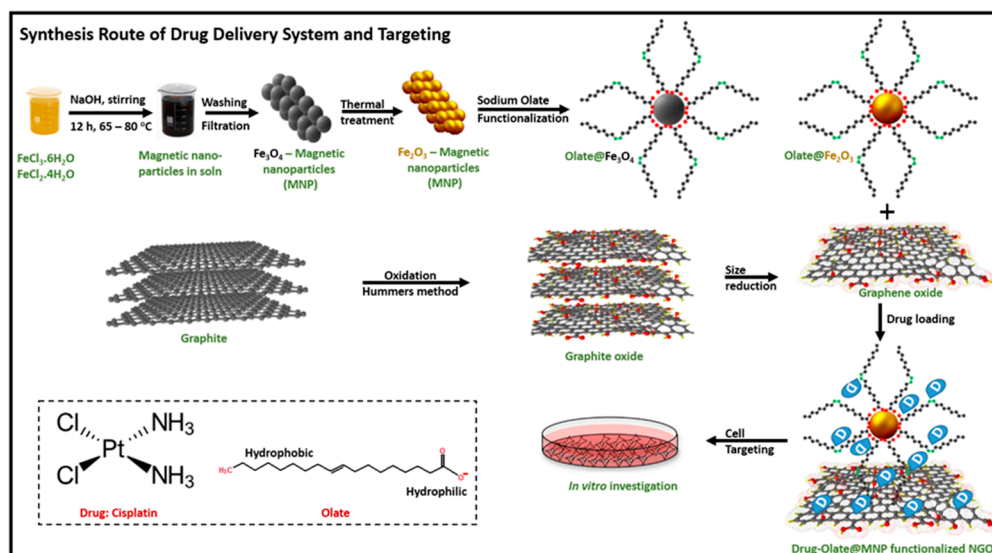 Synthesis Route of Drug Delivery System and Targeting
NaOH, stirring
12 h, 65 – 80 °C
Washing
Filtration
Thermal
treatment
Sodium Olate
Functionalization
FeCl₃.6H₂O
FeCl₂.4H₂O
Magnetic nano-
particles in soln
Fe₃O₄ – Magnetic
nanoparticles
(MNP)
Fe₂O₃ – Magnetic
nanoparticles
(MNP)
Olate@Fe₃O₄
Olate@Fe₂O₃
+
Graphite
Oxidation
Hummers method
Graphite oxide
Size
reduction
Graphene oxide
Drug loading
Cl
NH₃
Pt
Cl
NH₃
Drug: Cisplatin
Hydrophobic
H₃C
O
O⁻
Hydrophilic
Olate
In vitro investigation
Cell
Targeting
D
D
D
D
D
D
D
D
D
D
Drug-Olate@MNP functionalized NGO